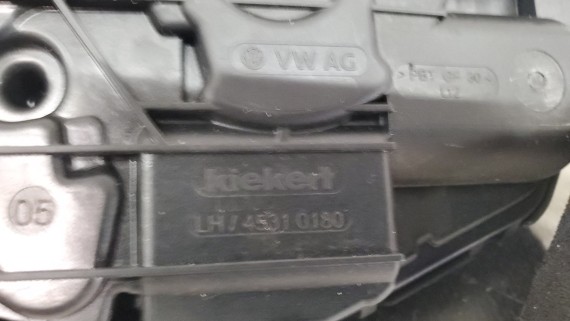 VW AG
>PBT GF 30<
kiekert
LH / 4531 0180
05